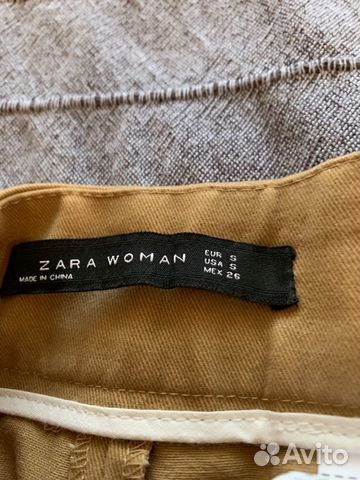 ZARA WOMAN
MADE IN CHINA
EUR S
USA S
MEX 26
Avito